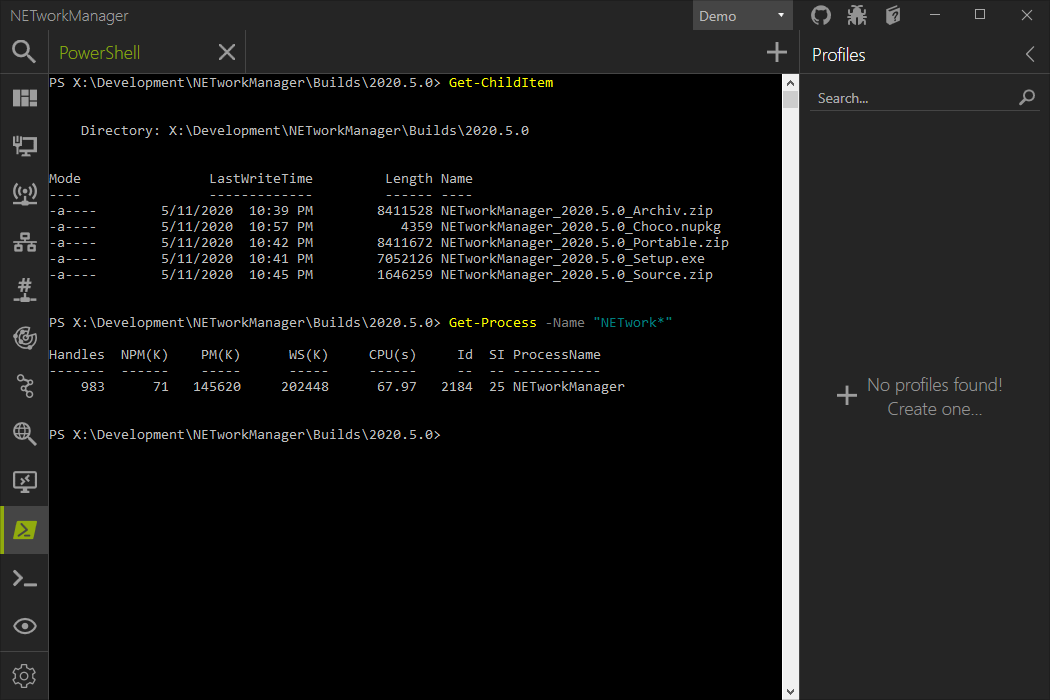 NETworkManager
Demo
PowerShell
Profiles
Search...
PS X:\Development\NETworkManager\Builds\2020.5.0> Get-ChildItem
Directory: X:\Development\NETworkManager\Builds\2020.5.0
Mode                LastWriteTime         Length Name
----                -------------         ------ ----
-a----        5/11/2020  10:39 PM        8411528 NETworkManager_2020.5.0_Archiv.zip
-a----        5/11/2020  10:57 PM           4359 NETworkManager_2020.5.0_Choco.nupkg
-a----        5/11/2020  10:42 PM        8411672 NETworkManager_2020.5.0_Portable.zip
-a----        5/11/2020  10:41 PM        7052126 NETworkManager_2020.5.0_Setup.exe
-a----        5/11/2020  10:45 PM        1646259 NETworkManager_2020.5.0_Source.zip
PS X:\Development\NETworkManager\Builds\2020.5.0> Get-Process -Name "NETwork*"
Handles  NPM(K)    PM(K)      WS(K)     CPU(s)     Id  SI ProcessName
-------  ------    -----      -----     ------     --  -- -----------
    983      71   145620     202448      67.97   2184  25 NETworkManager
PS X:\Development\NETworkManager\Builds\2020.5.0>
No profiles found!
Create one...